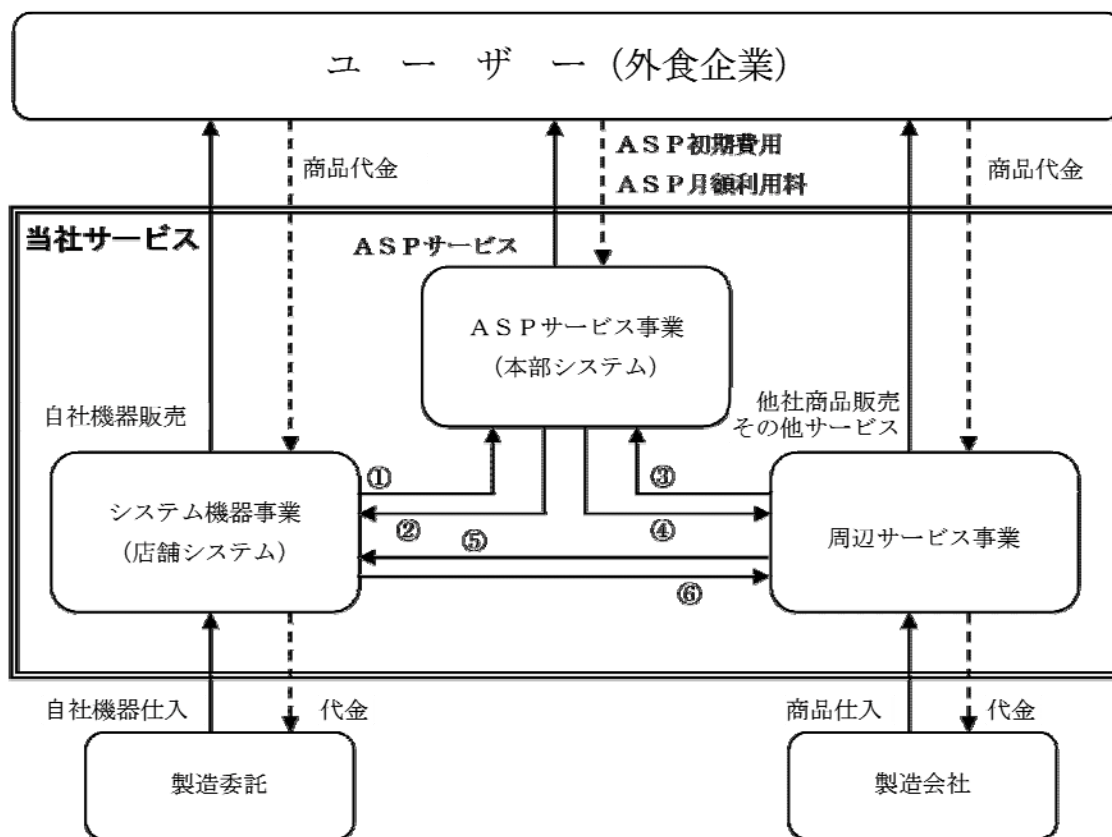 ユ ー ザ ー (外食企業)
商品代金
ASP初期費用
ASP月額利用料
商品代金
当社サービス
ASPサービス
ASPサービス事業
(本部システム)
自社機器販売
他社商品販売
その他サービス
システム機器事業
(店舗システム)
①
②
③
④
⑤
⑥
周辺サービス事業
自社機器仕入
代金
商品仕入
代金
製造委託
製造会社